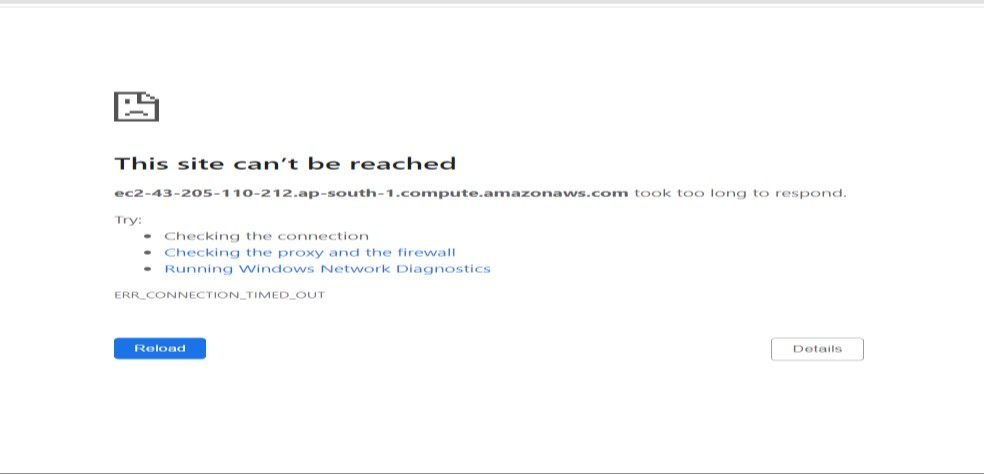 This site can't be reached
ec2-43-205-110-212.ap-south-1.compute.amazonaws.com took too long to respond.
Try:
• Checking the connection
• Checking the proxy and the firewall
• Running Windows Network Diagnostics
ERR_CONNECTION_TIMED_OUT
Reload
Details